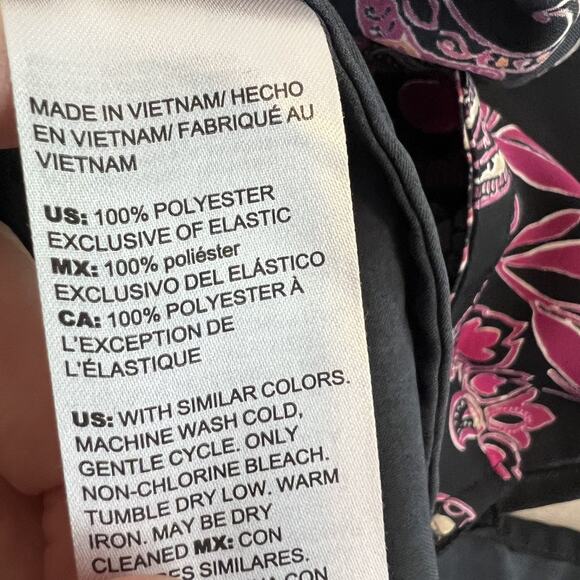 MADE IN VIETNAM/ HECHO
EN VIETNAM/ FABRIQUÉ AU
VIETNAM
US: 100% POLYESTER
EXCLUSIVE OF ELASTIC
MX: 100% poliéster
EXCLUSIVO DEL ELÁSTICO
CA: 100% POLYESTER À
L'EXCEPTION DE
L'ÉLASTIQUE
US: WITH SIMILAR COLORS.
MACHINE WASH COLD,
GENTLE CYCLE. ONLY
NON-CHLORINE BLEACH.
TUMBLE DRY LOW. WARM
IRON. MAY BE DRY
CLEANED MX: CON
SIMILARES.
CON